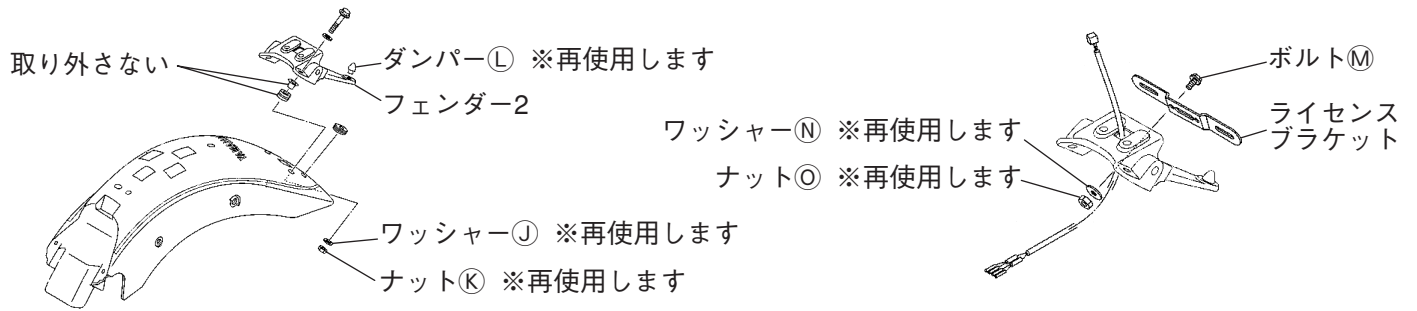 取り外さない
ダンパーⓁ ※再使用します
フェンダー2
ワッシャーⒿ ※再使用します
ナットⓀ ※再使用します
ボルトⓂ
ライセンス
ブラケット
ワッシャーⓃ ※再使用します
ナットⓄ ※再使用します